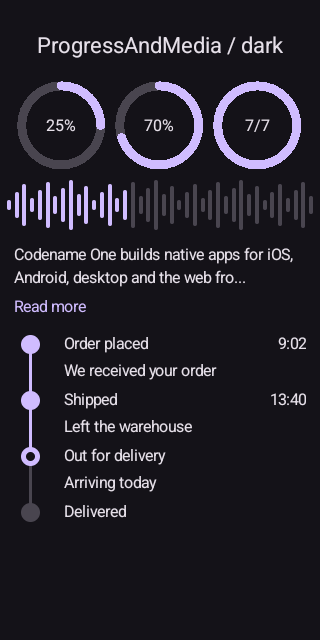 ProgressAndMedia / dark
25%
70%
7/7
Codename One builds native apps for iOS,
Android, desktop and the web fro...
Read more
Order placed 9:02
We received your order
Shipped 13:40
Left the warehouse
Out for delivery
Arriving today
Delivered